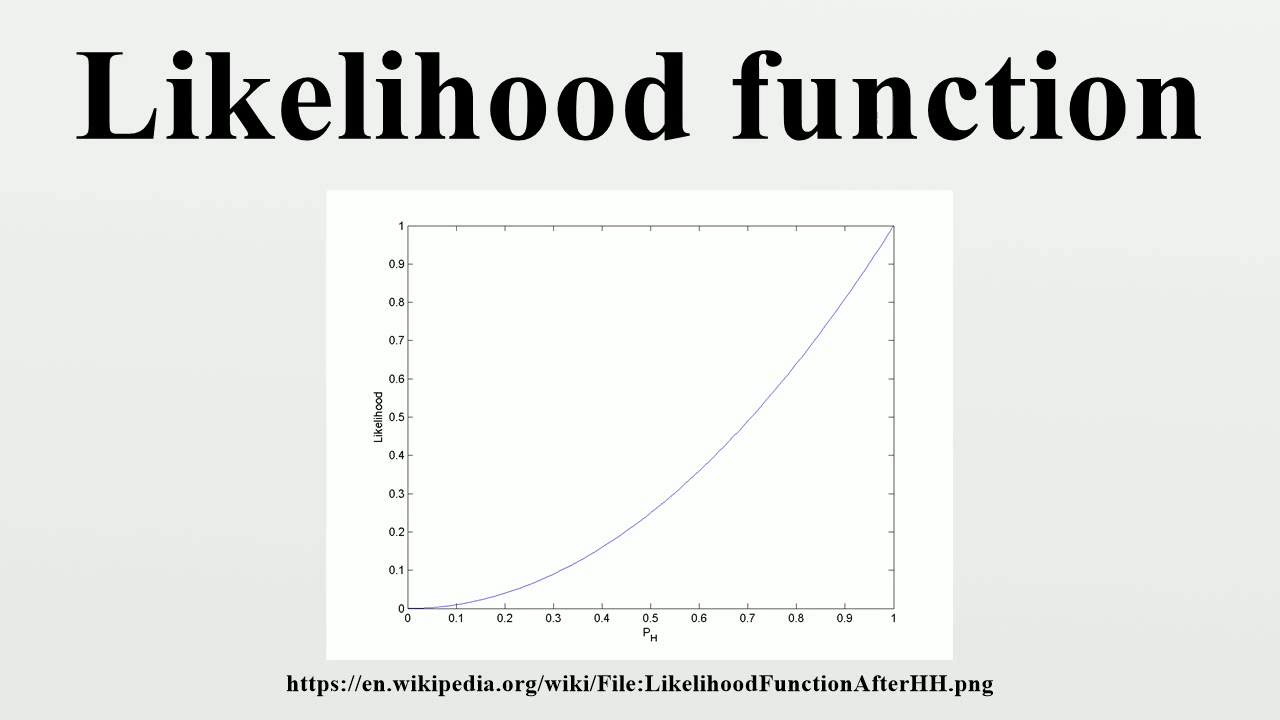 Likelihood function
1
0.9
0.8
0.7
0.6
0.5
0.4
0.3
0.2
0.1
0
Likelihood
0 0.1 0.2 0.3 0.4 0.5 0.6 0.7 0.8 0.9 1
PH
https://en.wikipedia.org/wiki/File:LikelihoodFunctionAfterHH.png